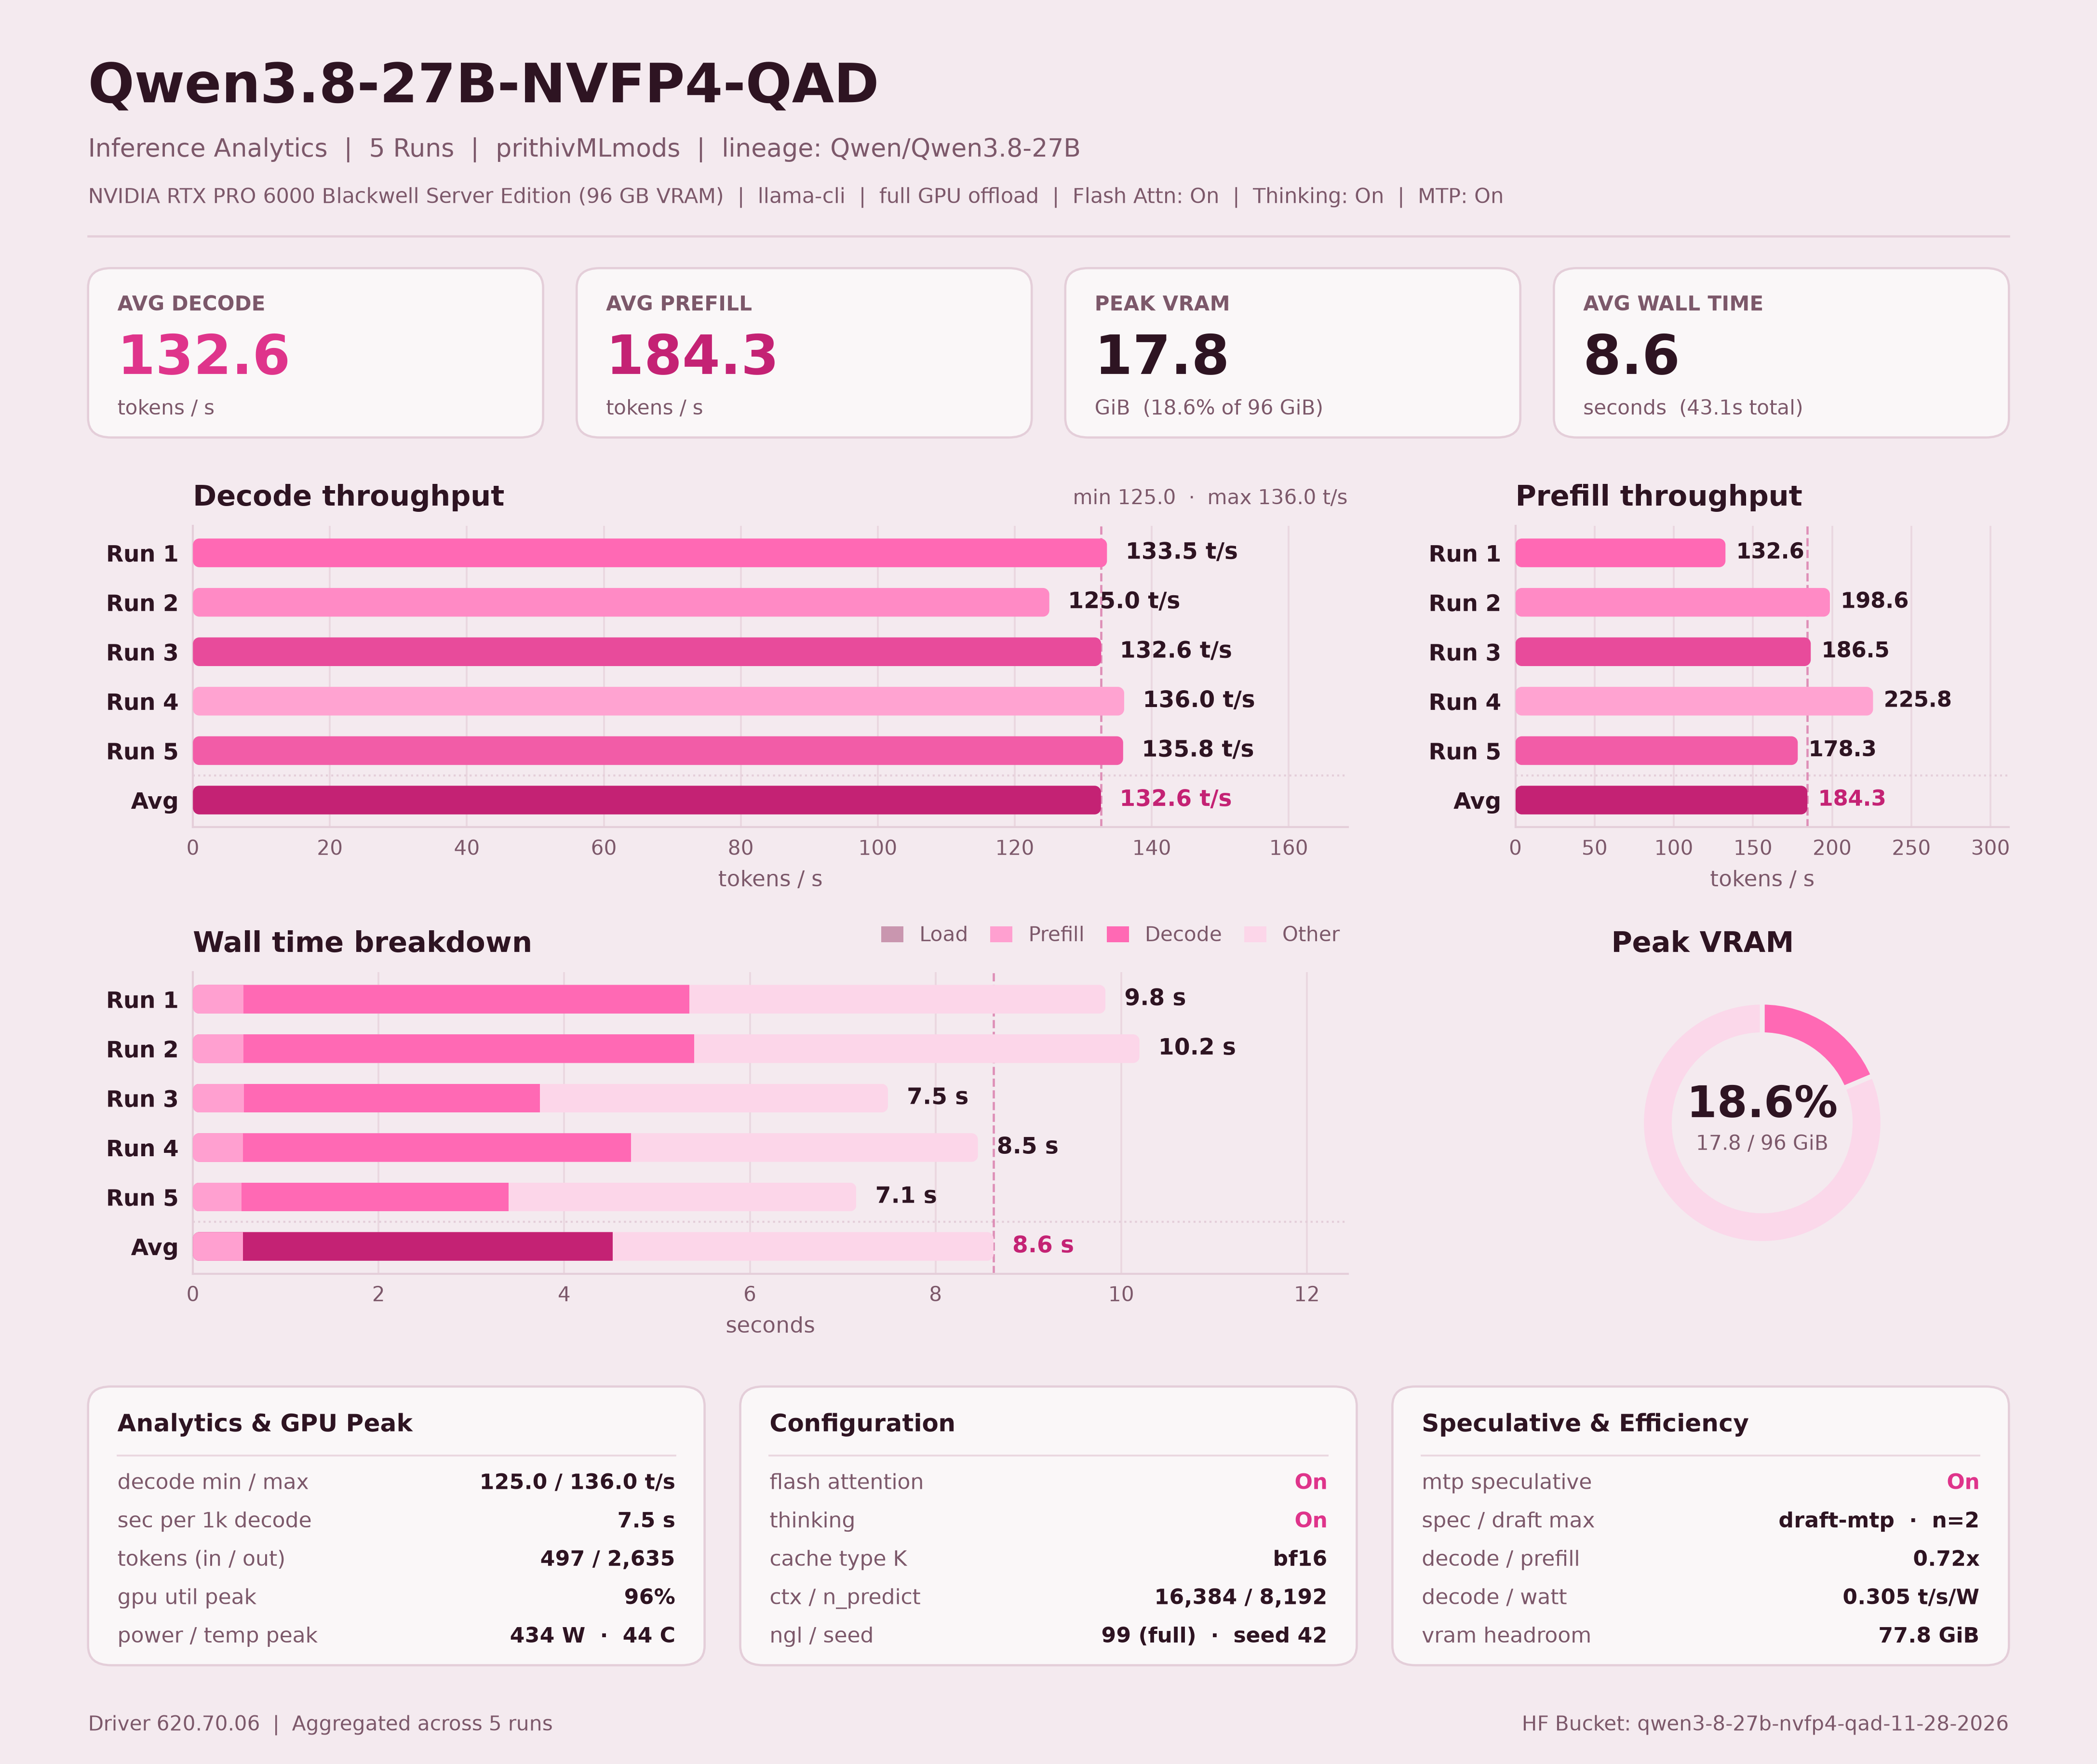 Qwen3.8-27B-NVFP4-QAD
Inference Analytics | 5 Runs | prithivMLmods | lineage: Qwen/Qwen3.8-27B
NVIDIA RTX PRO 6000 Blackwell Server Edition (96 GB VRAM) | llama-cli | full GPU offload | Flash Attn: On | Thinking: On | MTP: On
AVG DECODE
132.6
tokens / s
AVG PREFILL
184.3
tokens / s
PEAK VRAM
17.8
GiB (18.6% of 96 GiB)
AVG WALL TIME
8.6
seconds (43.1s total)
Decode throughput
min 125.0 · max 136.0 t/s
Run 1 133.5 t/s
Run 2 125.0 t/s
Run 3 132.6 t/s
Run 4 136.0 t/s
Run 5 135.8 t/s
Avg 132.6 t/s
0 20 40 60 80 100 120 140 160
tokens / s
Prefill throughput
Run 1 132.6
Run 2 198.6
Run 3 186.5
Run 4 225.8
Run 5 178.3
Avg 184.3
0 50 100 150 200 250 300
tokens / s
Wall time breakdown
Load Prefill Decode Other
Run 1 9.8 s
Run 2 10.2 s
Run 3 7.5 s
Run 4 8.5 s
Run 5 7.1 s
Avg 8.6 s
0 2 4 6 8 10 12
seconds
Peak VRAM
18.6%
17.8 / 96 GiB
Analytics & GPU Peak
decode min / max 125.0 / 136.0 t/s
sec per 1k decode 7.5 s
tokens (in / out) 497 / 2,635
gpu util peak 96%
power / temp peak 434 W · 44 C
Configuration
flash attention On
thinking On
cache type K bf16
ctx / n_predict 16,384 / 8,192
ngl / seed 99 (full) · seed 42
Speculative & Efficiency
mtp speculative On
spec / draft max draft-mtp · n=2
decode / prefill 0.72x
decode / watt 0.305 t/s/W
vram headroom 77.8 GiB
Driver 620.70.06 | Aggregated across 5 runs
HF Bucket: qwen3-8-27b-nvfp4-qad-11-28-2026